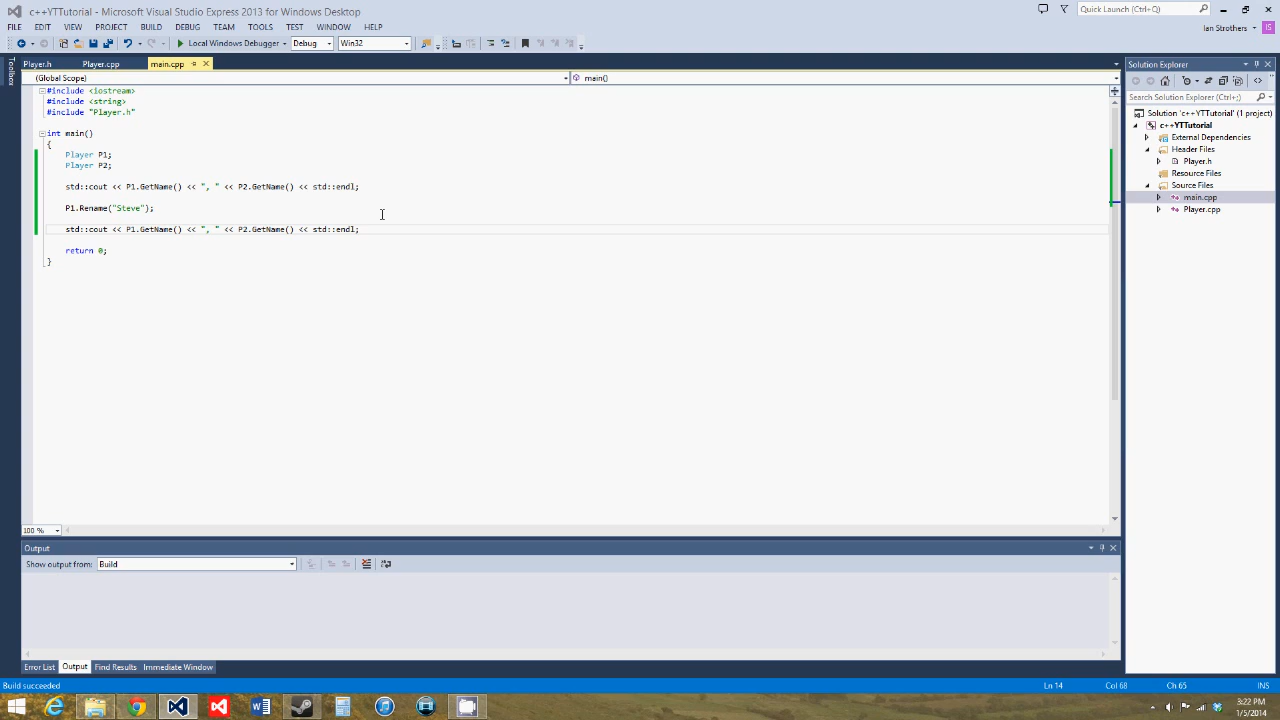 c++YTTutorial - Microsoft Visual Studio Express 2013 for Windows Desktop
Quick Launch (Ctrl+Q)
FILE EDIT VIEW PROJECT BUILD DEBUG TEAM TOOLS TEST WINDOW HELP
Ian Strothers
IS
Local Windows Debugger Debug Win32
Toolbox
Player.h Player.cpp main.cpp
(Global Scope) main()
#include <iostream>
#include <string>
#include "Player.h"
int main()
{
Player P1;
Player P2;
std::cout << P1.GetName() << ", " << P2.GetName() << std::endl;
P1.Rename("Steve");
std::cout << P1.GetName() << ", " << P2.GetName() << std::endl;
return 0;
}
100 %
Solution Explorer
Search Solution Explorer (Ctrl+;)
Solution 'c++YTTutorial' (1 project)
c++YTTutorial
External Dependencies
Header Files
Player.h
Resource Files
Source Files
main.cpp
Player.cpp
Output
Show output from: Build
Error List Output Find Results Immediate Window
Build succeeded Ln 14 Col 68 Ch 65 INS
3:22 PM
1/5/2014